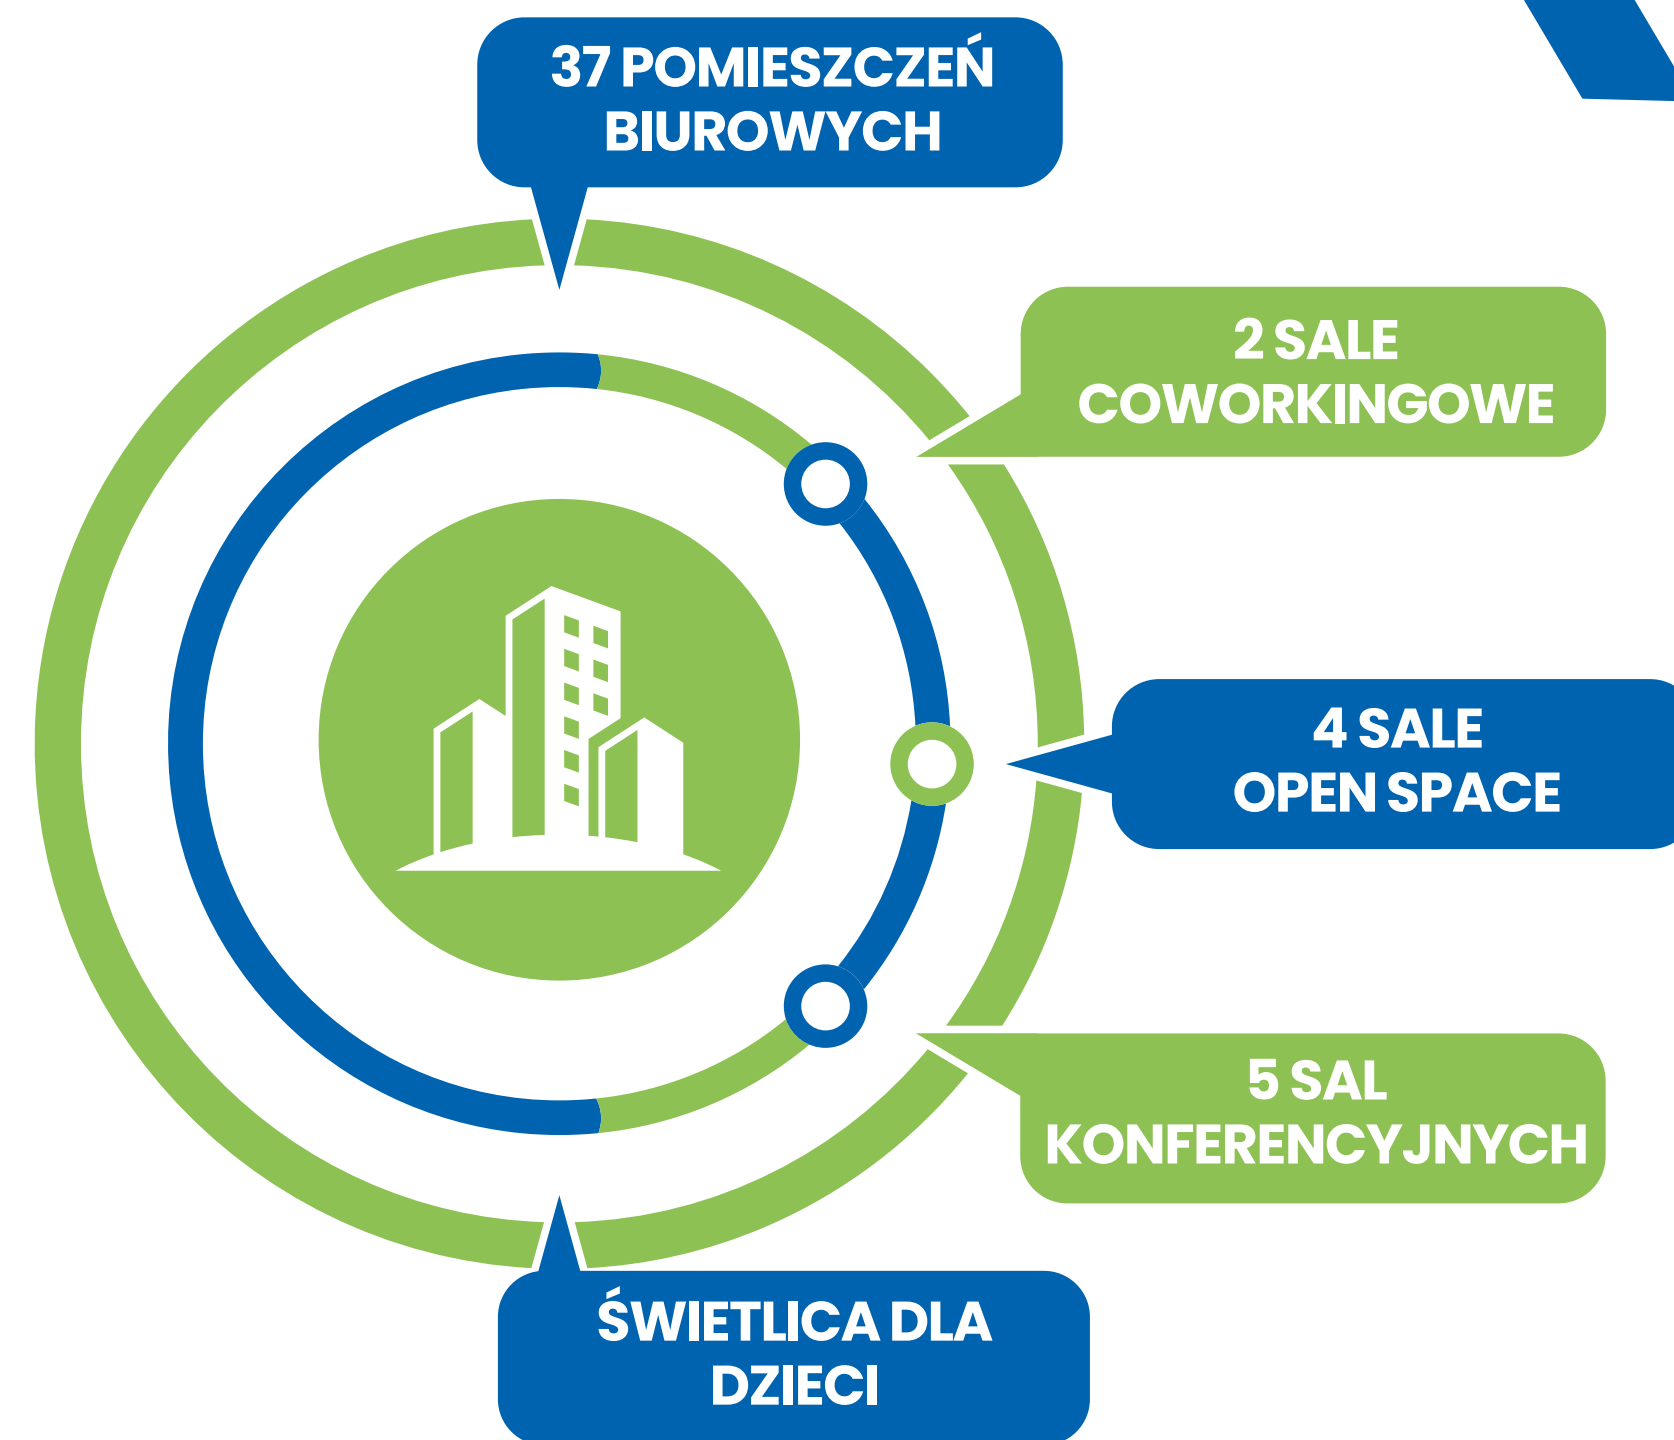 37 POMIESZCZEŃ
BIUROWYCH
2 SALE
COWORKINGOWE
4 SALE
OPEN SPACE
5 SAL
KONFERENCYJNYCH
ŚWIETLICA DLA
DZIECI